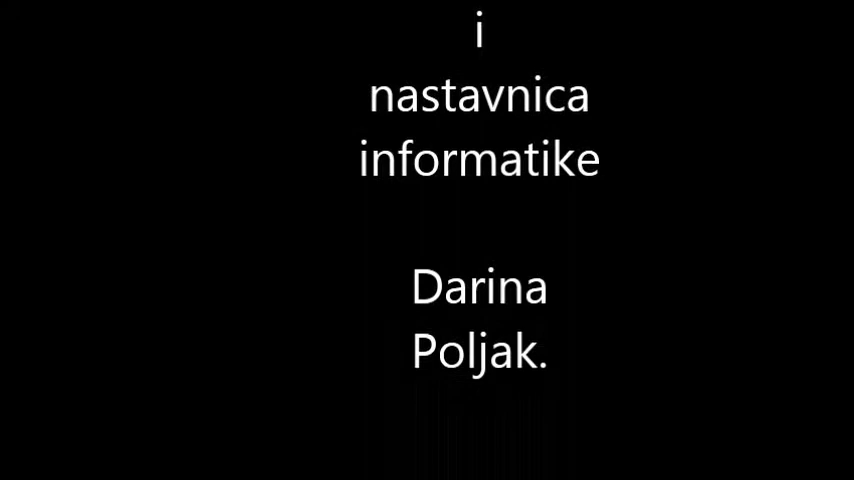 i
nastavnica
informatike
Darina
Poljak.